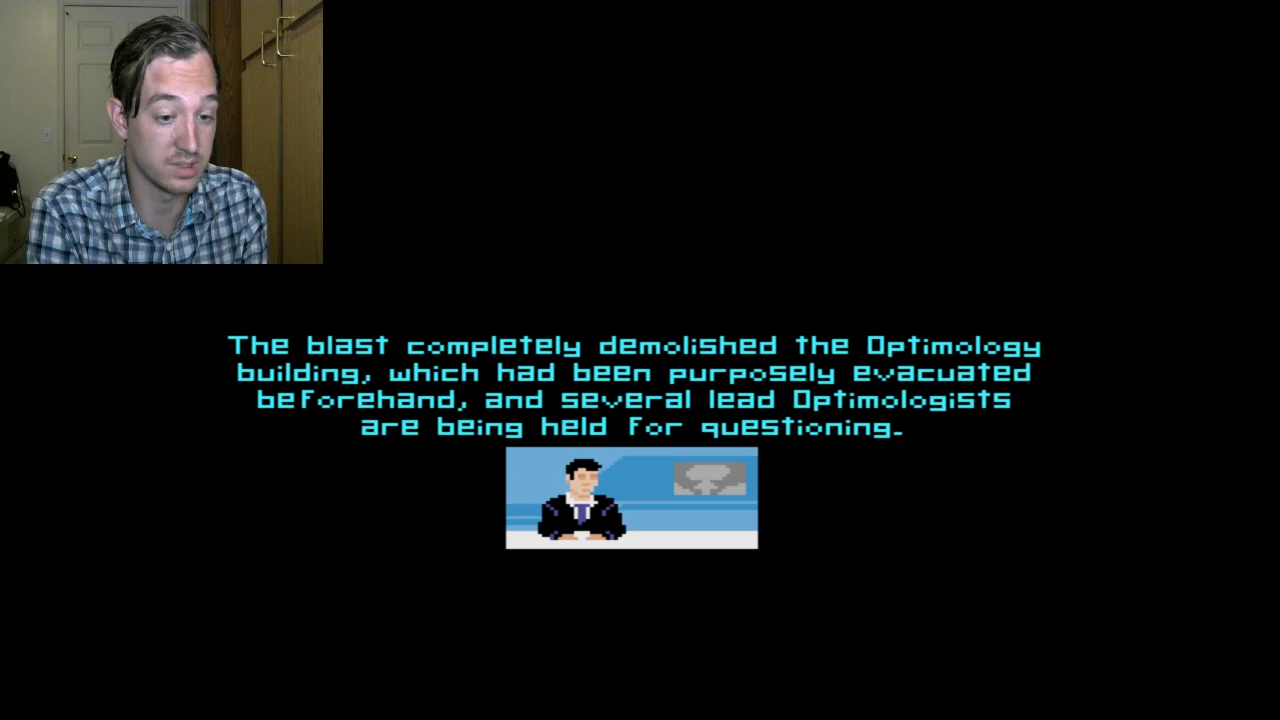 The blast completely demolished the Optimology
building, which had been purposely evacuated
beforehand, and several lead Optimologists
are being held for questioning.